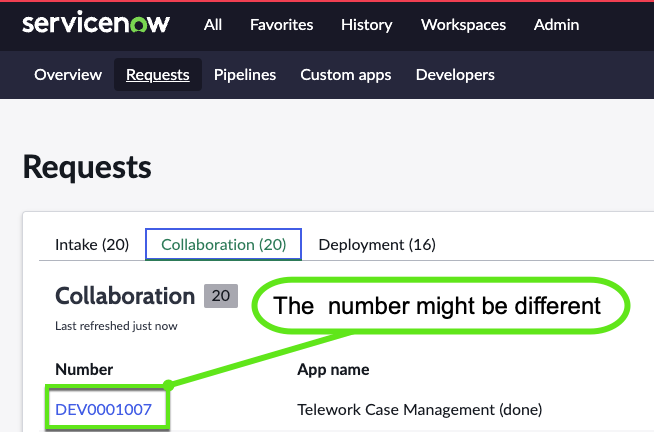 servicenow All Favorites History Workspaces Admin
Overview Requests Pipelines Custom apps Developers
Requests
Intake (20) Collaboration (20) Deployment (16)
Collaboration 20
The number might be different
Last refreshed just now
Number App name
DEV0001007 Telework Case Management (done)